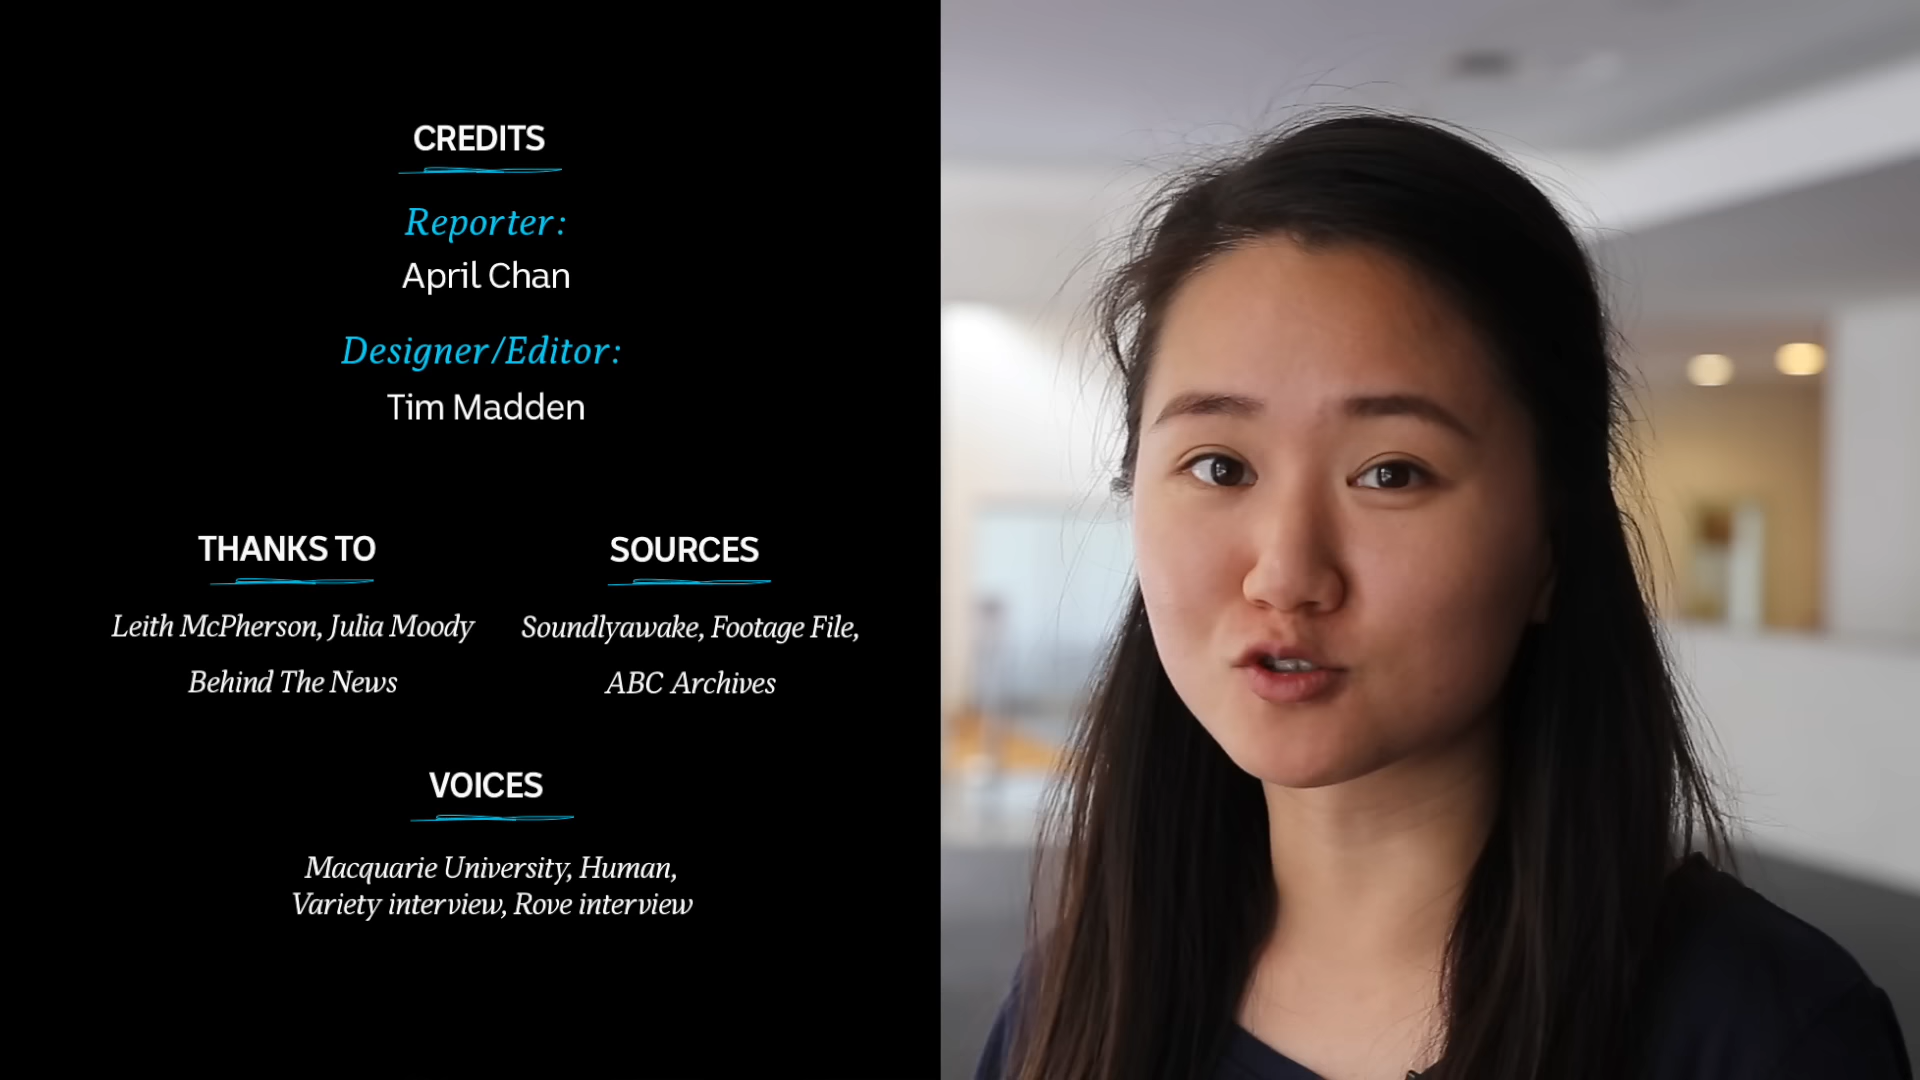 CREDITS
Reporter:
April Chan
Designer/Editor:
Tim Madden
THANKS TO
Leith McPherson, Julia Moody
Behind The News
SOURCES
Soundlyawake, Footage File,
ABC Archives
VOICES
Macquarie University, Human,
Variety interview, Rove interview